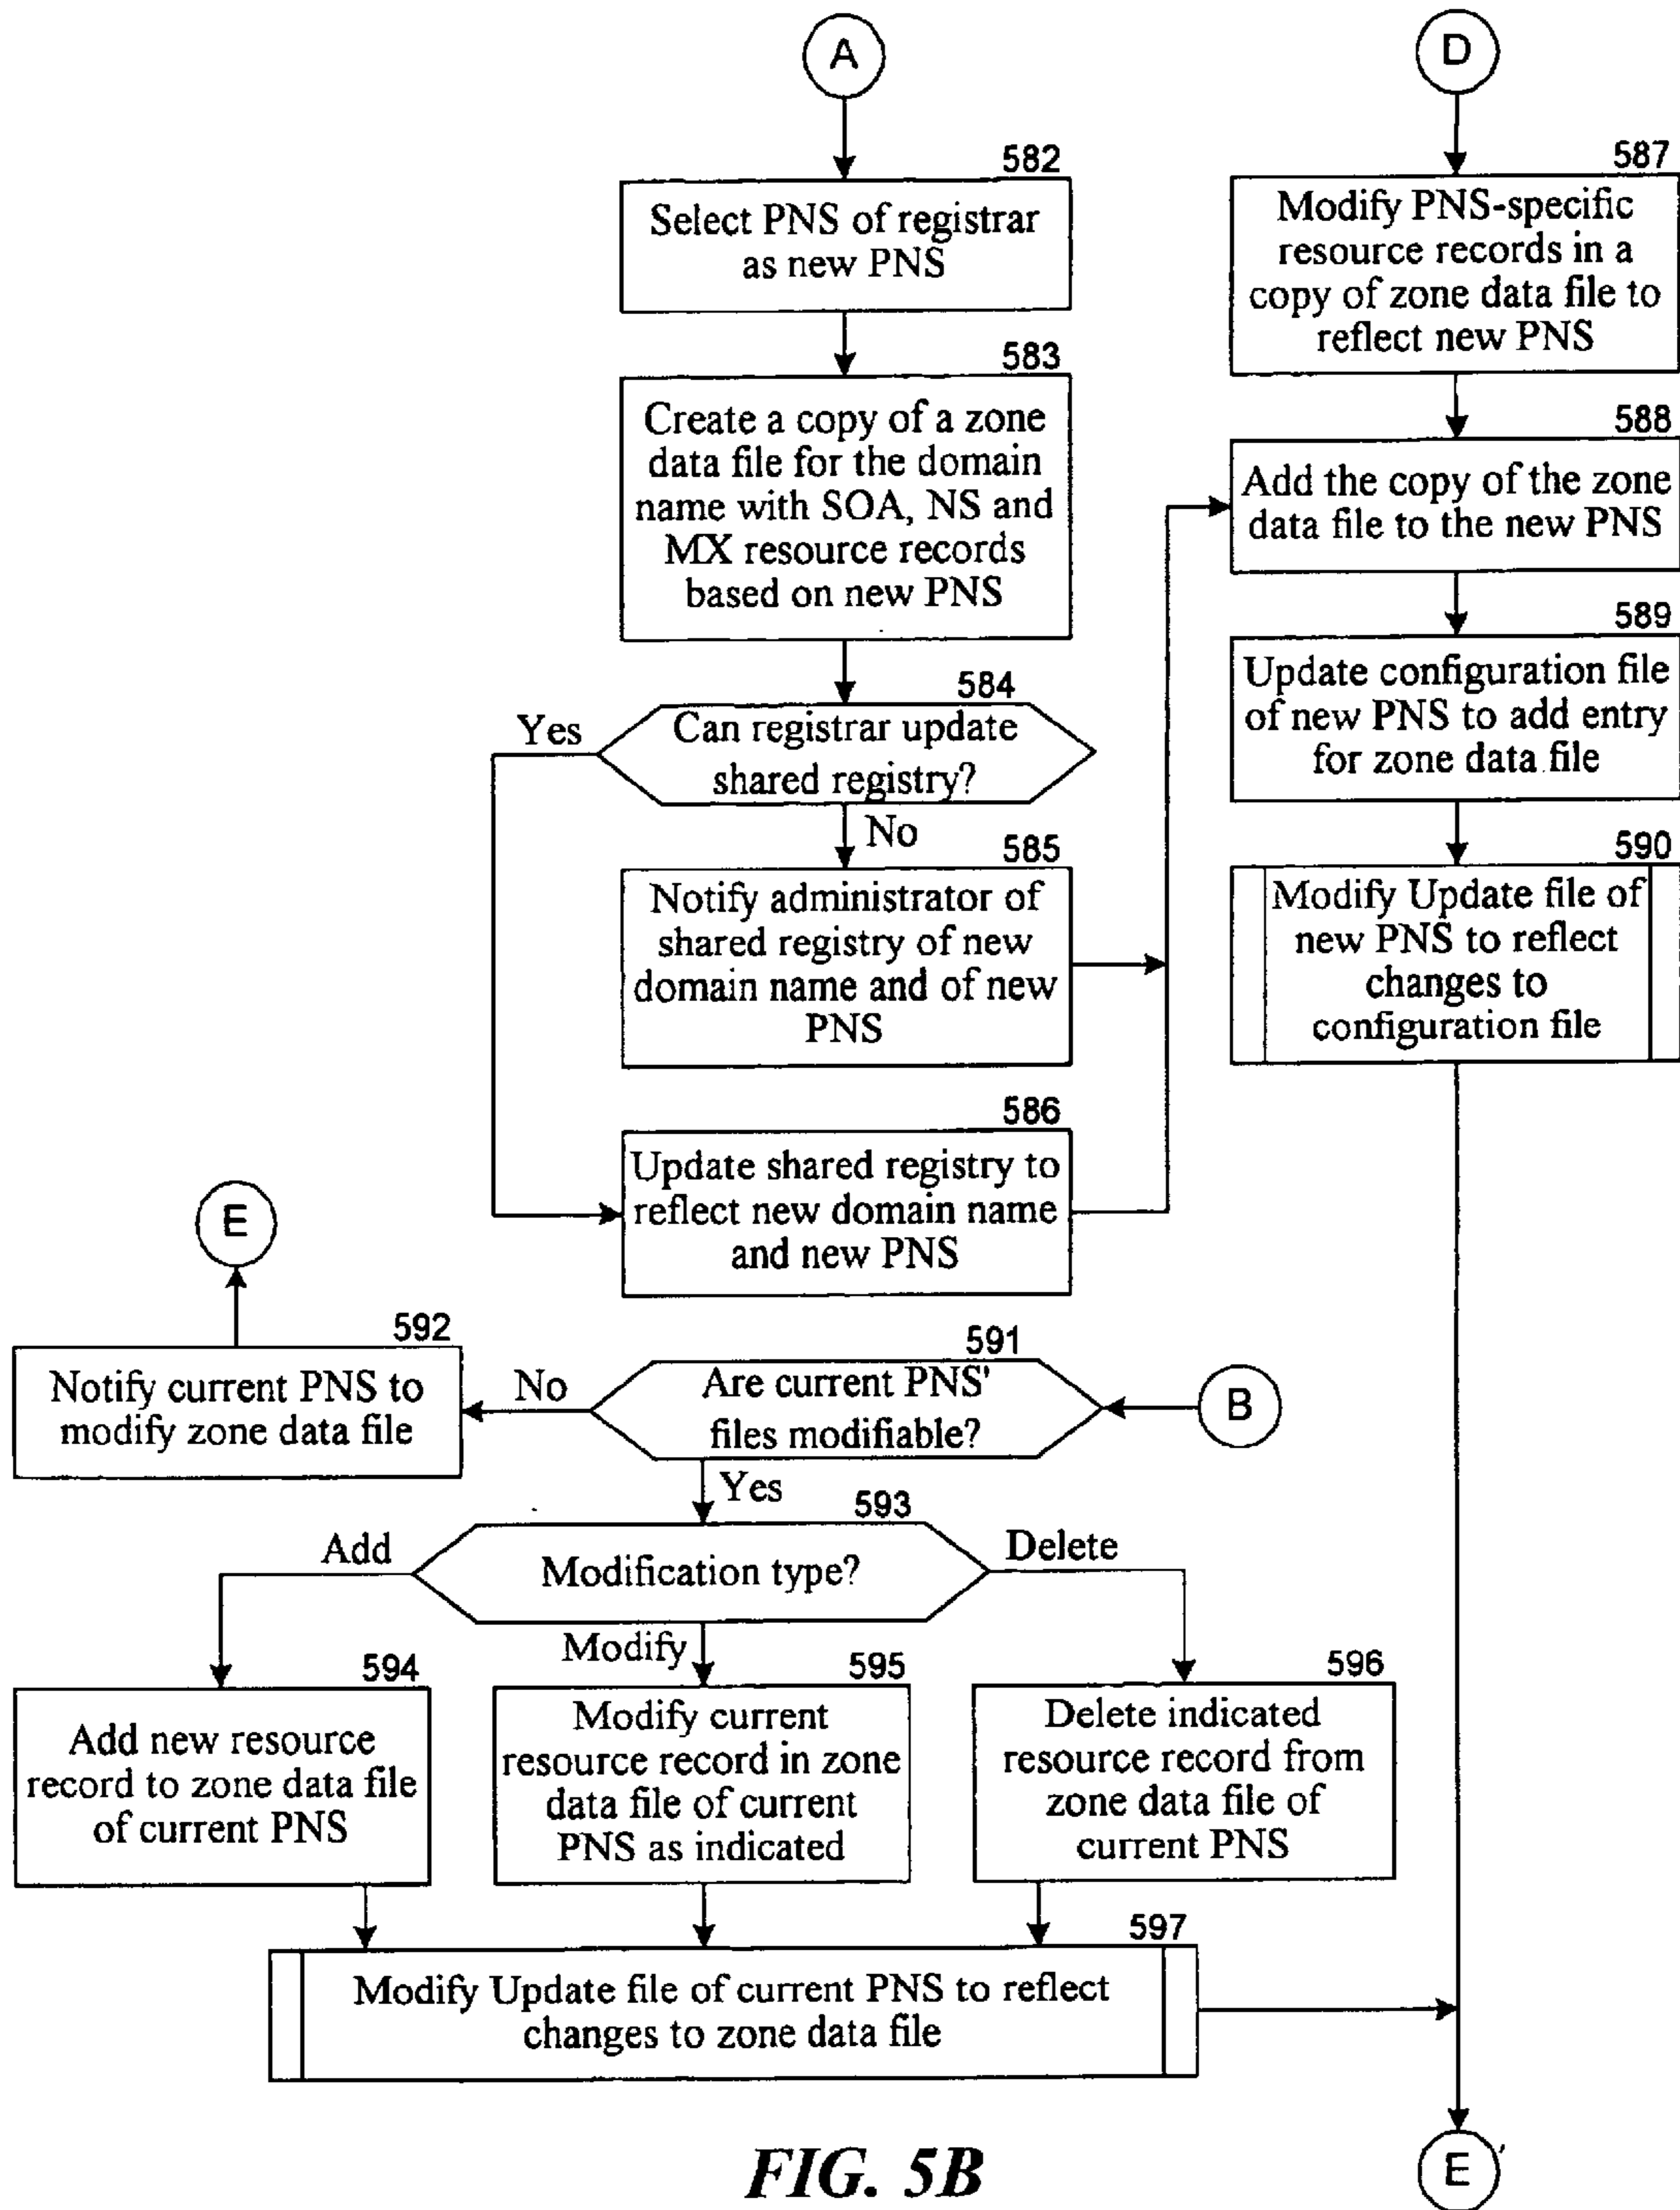 A
582
Select PNS of registrar
as new PNS
583
Create a copy of a zone
data file for the domain
name with SOA, NS and
MX resource records
based on new PNS
584
Can registrar update
shared registry?
Yes
No
585
Notify administrator of
shared registry of new
domain name and of new
PNS
586
Update shared registry to
reflect new domain name
and new PNS
D
587
Modify PNS-specific
resource records in a
copy of zone data file to
reflect new PNS
588
Add the copy of the zone
data file to the new PNS
589
Update configuration file
of new PNS to add entry
for zone data file
590
Modify Update file of
new PNS to reflect
changes to
configuration file
E
592
Notify current PNS to
modify zone data file
No
591
Are current PNS'
files modifiable?
B
Yes
593
Modification type?
Add
Modify
Delete
594
Add new resource
record to zone data file
of current PNS
595
Modify current
resource record in zone
data file of current
PNS as indicated
596
Delete indicated
resource record from
zone data file of
current PNS
597
Modify Update file of current PNS to reflect
changes to zone data file
E
FIG. 5B